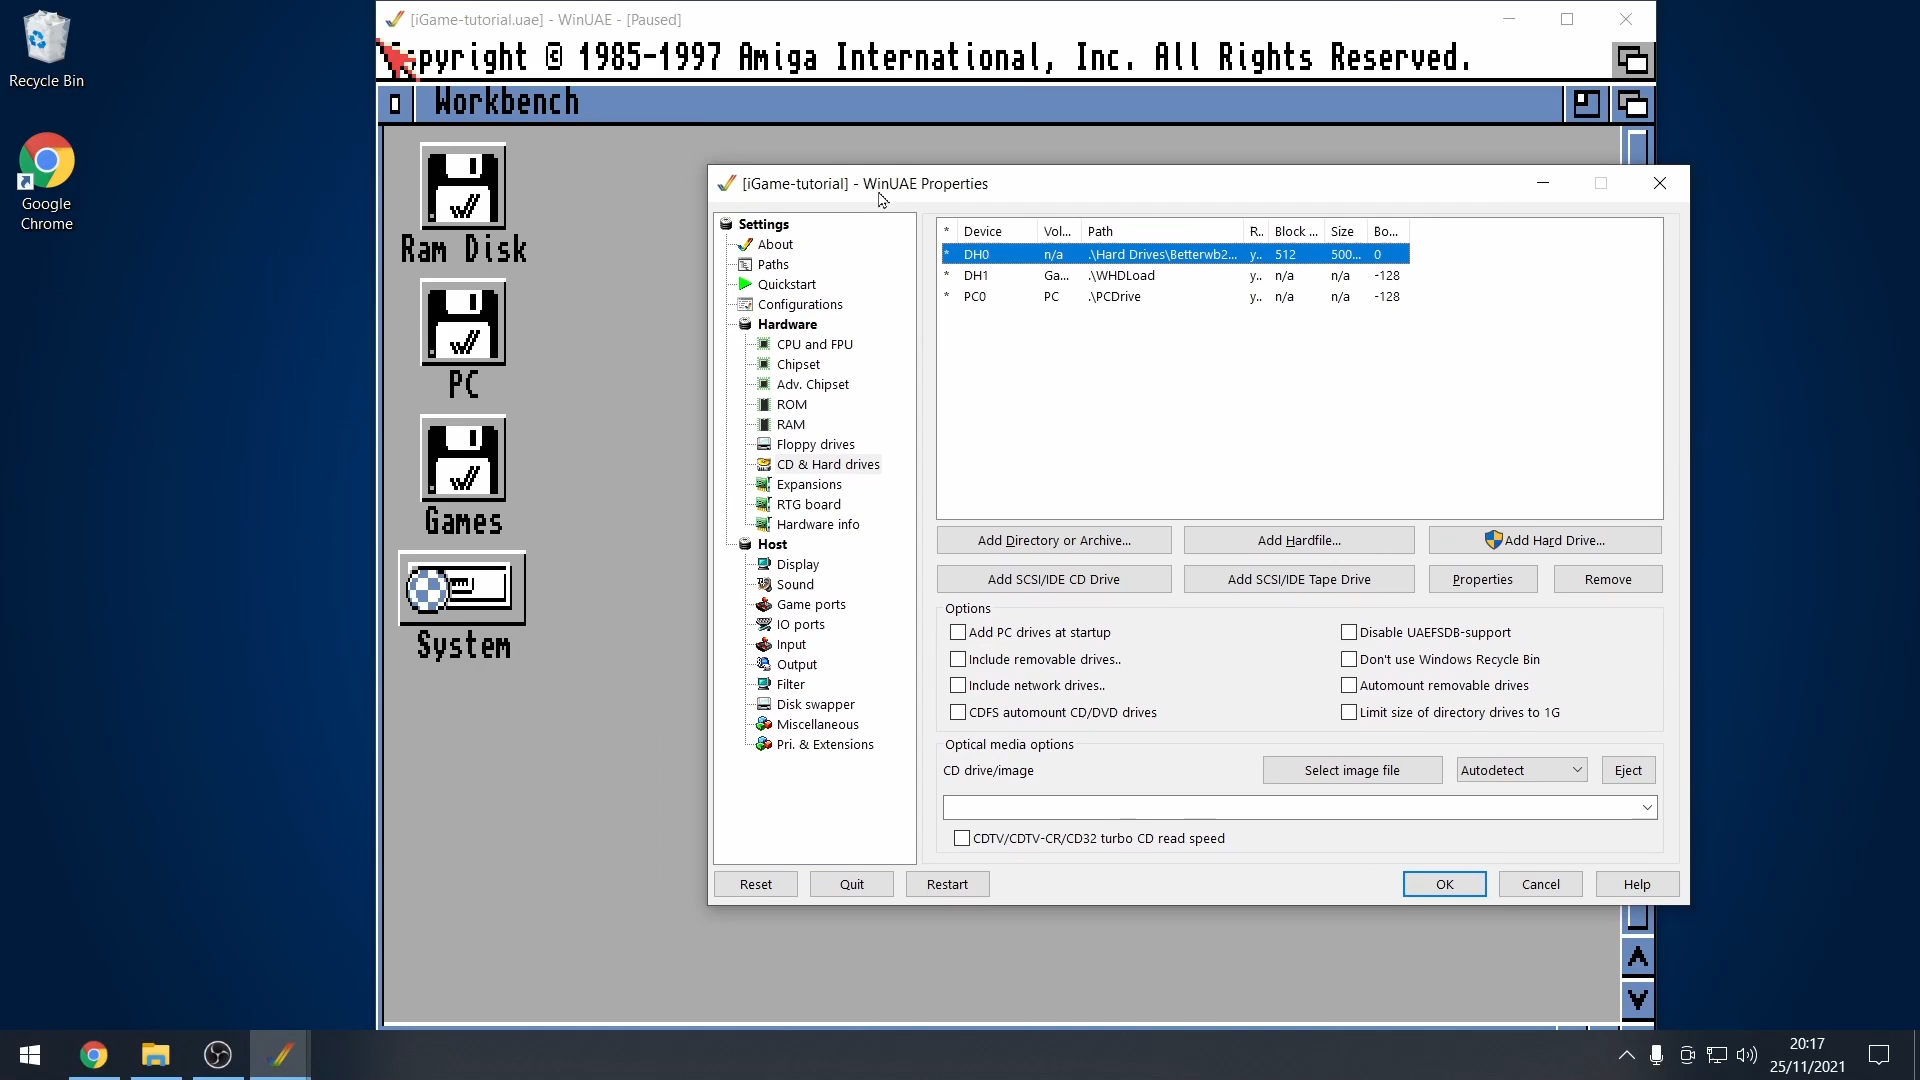 Recycle Bin
Google
Chrome
[iGame-tutorial.uae] - WinUAE - [Paused]
pyright © 1985-1997 Amiga International, Inc. All Rights Reserved.
Workbench
Ram Disk
PC
Games
System
[iGame-tutorial] - WinUAE Properties
Settings
About
Paths
Quickstart
Configurations
Hardware
CPU and FPU
Chipset
Adv. Chipset
ROM
RAM
Floppy drives
CD & Hard drives
Expansions
RTG board
Hardware info
Host
Display
Sound
Game ports
IO ports
Input
Output
Filter
Disk swapper
Miscellaneous
Pri. & Extensions
* Device Vol... Path R.. Block ... Size Bo...
* DH0 n/a .\Hard Drives\Betterwb2... y.. 512 500... 0
* DH1 Ga... .\WHDLoad y.. n/a n/a -128
* PC0 PC .\PCDrive y.. n/a n/a -128
Add Directory or Archive... Add Hardfile... Add Hard Drive...
Add SCSI/IDE CD Drive Add SCSI/IDE Tape Drive Properties Remove
Options
Add PC drives at startup Disable UAEFSDB-support
Include removable drives.. Don't use Windows Recycle Bin
Include network drives.. Automount removable drives
CDFS automount CD/DVD drives Limit size of directory drives to 1G
Optical media options
CD drive/image Select image file Autodetect Eject
CDTV/CDTV-CR/CD32 turbo CD read speed
Reset Quit Restart OK Cancel Help
20:17
25/11/2021